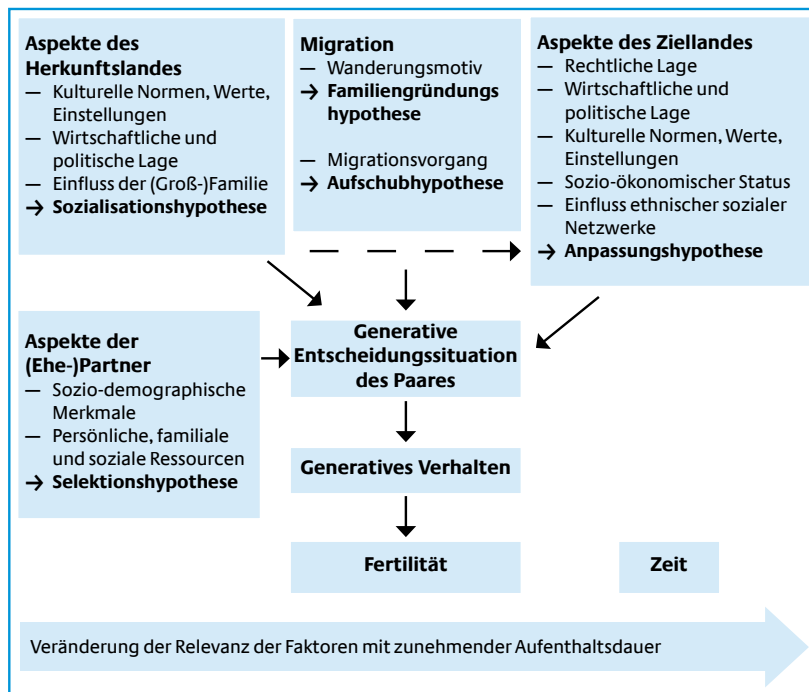 Aspekte des
Herkunftslandes
— Kulturelle Normen, Werte,
Einstellungen
— Wirtschaftliche und
politische Lage
— Einfluss der (Groß-)Familie
→ Sozialisationshypothese
Migration
— Wanderungsmotiv
→ Familiengründungs
hypothese
— Migrationsvorgang
→ Aufschubhypothese
Aspekte des Ziellandes
— Rechtliche Lage
— Wirtschaftliche und
politische Lage
— Kulturelle Normen, Werte,
Einstellungen
— Sozio-ökonomischer Status
— Einfluss ethnischer sozialer
Netzwerke
→ Anpassungshypothese
Aspekte der
(Ehe-)Partner
— Sozio-demographische
Merkmale
— Persönliche, familiale
und soziale Ressourcen
→ Selektionshypothese
Generative
Entscheidungssituation
des Paares
Generatives Verhalten
Fertilität
Zeit
Veränderung der Relevanz der Faktoren mit zunehmender Aufenthaltsdauer